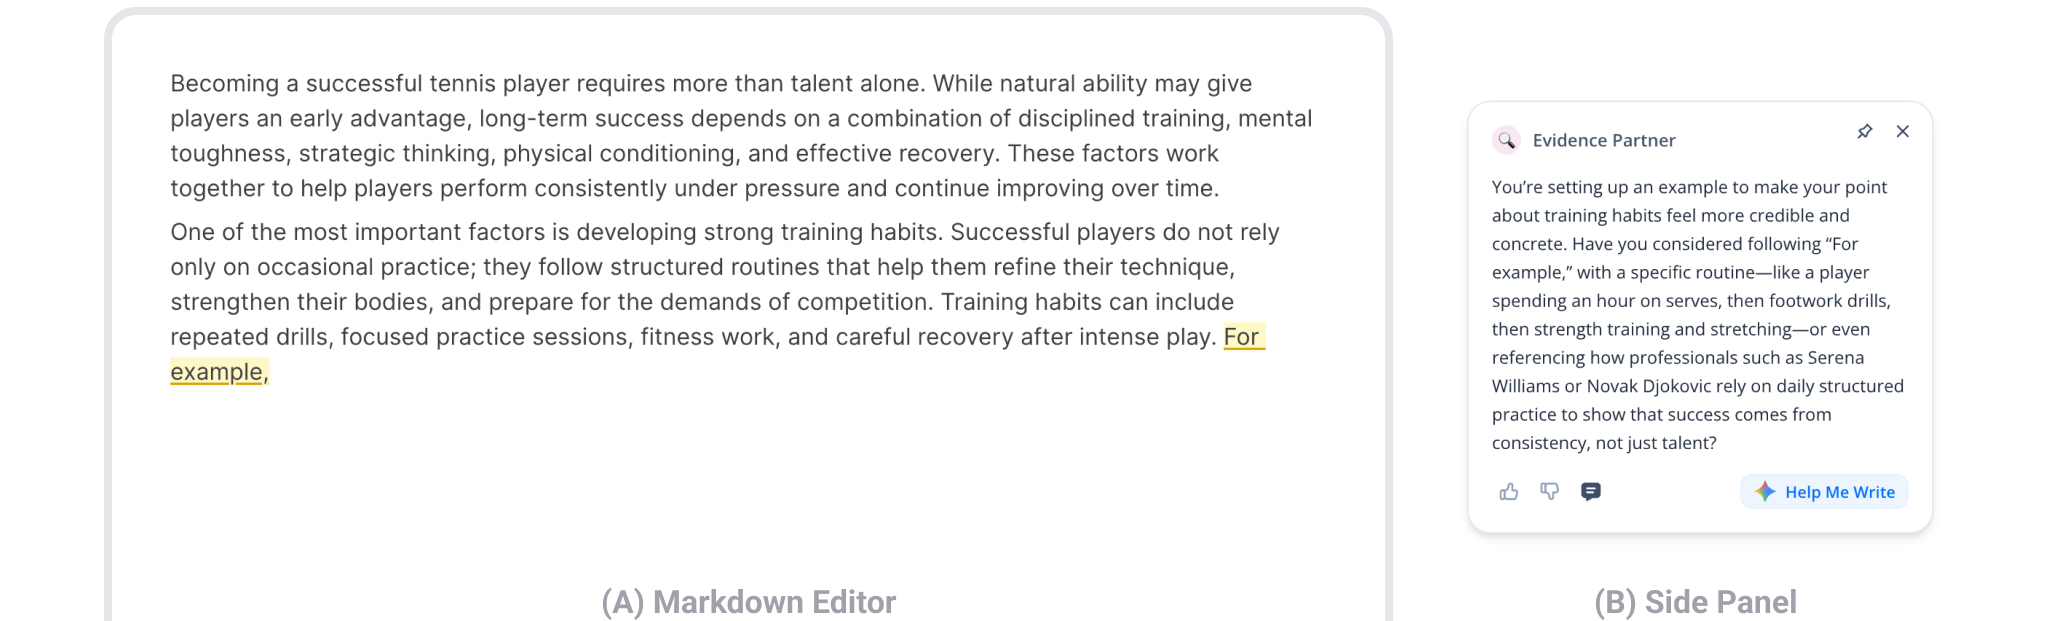 Becoming a successful tennis player requires more than talent alone. While natural ability may give
players an early advantage, long-term success depends on a combination of disciplined training, mental
toughness, strategic thinking, physical conditioning, and effective recovery. These factors work
together to help players perform consistently under pressure and continue improving over time.
One of the most important factors is developing strong training habits. Successful players do not rely
only on occasional practice; they follow structured routines that help them refine their technique,
strengthen their bodies, and prepare for the demands of competition. Training habits can include
repeated drills, focused practice sessions, fitness work, and careful recovery after intense play. For
example,
(A) Markdown Editor
Evidence Partner
You’re setting up an example to make your point
about training habits feel more credible and
concrete. Have you considered following “For
example,” with a specific routine—like a player
spending an hour on serves, then footwork drills,
then strength training and stretching—or even
referencing how professionals such as Serena
Williams or Novak Djokovic rely on daily structured
practice to show that success comes from
consistency, not just talent?
Help Me Write
(B) Side Panel